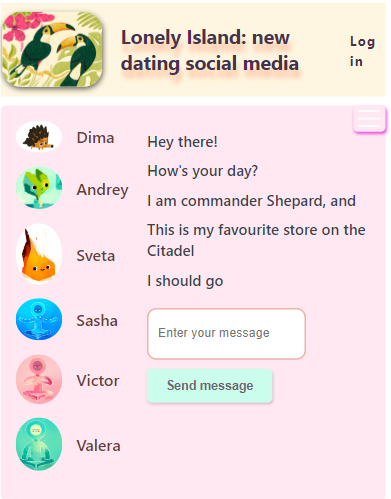 Lonely Island: new
dating social media
Log
in
Dima
Andrey
Sveta
Sasha
Victor
Valera
Hey there!
How's your day?
I am commander Shepard, and
This is my favourite store on the
Citadel
I should go
Enter your message
Send message